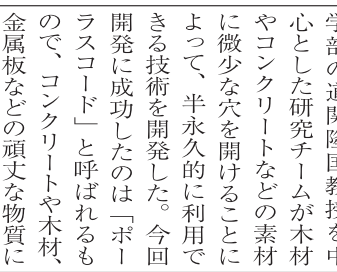 学部の道関隆国教授を中
心とした研究チームが木材
やコンクリートなどの素材
に微少な穴を開けることに
よって、半永久的に利用で
きる技術を開発した。今回
開発に成功したのは「ポー
ラスコード」と呼ばれるも
ので、コンクリートや木材、
金属板などの頑丈な物質に